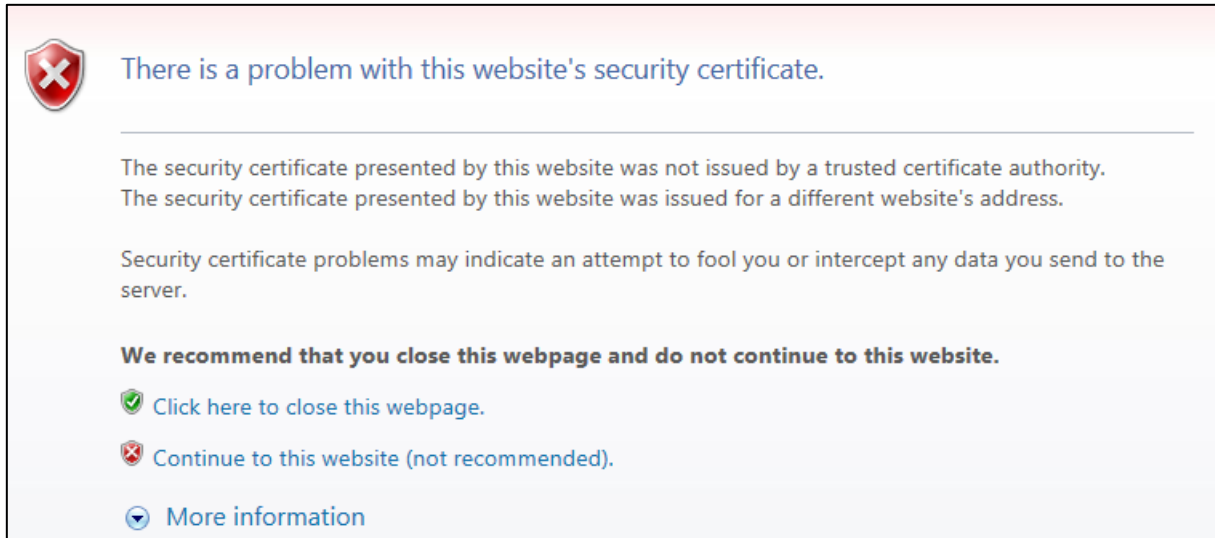 There is a problem with this website's security certificate.
The security certificate presented by this website was not issued by a trusted certificate authority.
The security certificate presented by this website was issued for a different website's address.
Security certificate problems may indicate an attempt to fool you or intercept any data you send to the
server.
We recommend that you close this webpage and do not continue to this website.
Click here to close this webpage.
Continue to this website (not recommended).
More information